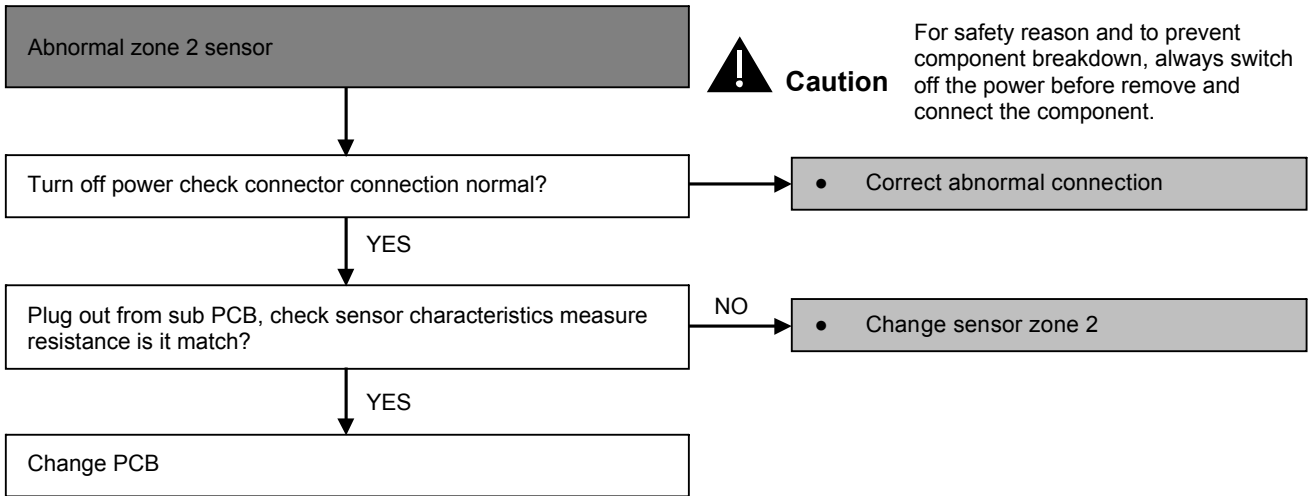 Abnormal zone 2 sensor
Caution
For safety reason and to prevent
component breakdown, always switch
off the power before remove and
connect the component.
Turn off power check connector connection normal?
● Correct abnormal connection
YES
Plug out from sub PCB, check sensor characteristics measure
resistance is it match?
NO
● Change sensor zone 2
YES
Change PCB